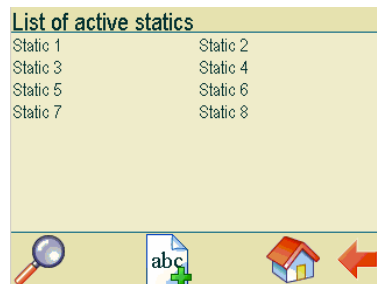 List of active statics
Static 1 Static 2
Static 3 Static 4
Static 5 Static 6
Static 7 Static 8
abc